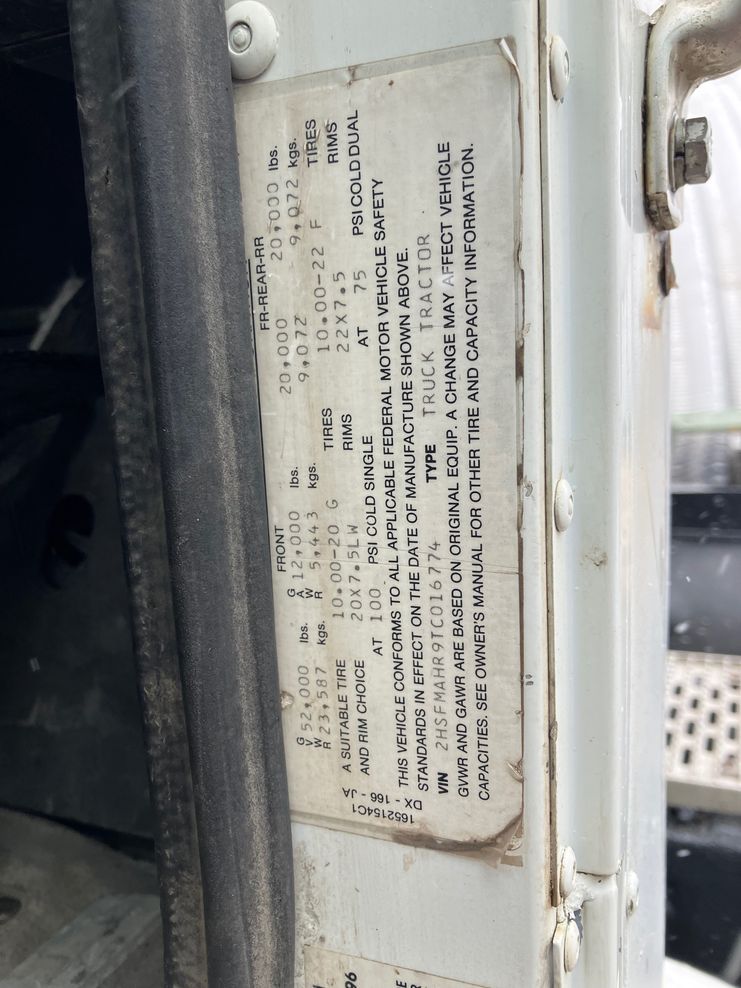 FRONT FR-REAR-RR
GVWR 52,000 lbs. GAWR 12,000 lbs. 20,000 20,000 lbs.
23,587 kgs. 5,443 kgs. 9,072 9,072 kgs.
A SUITABLE TIRE 10.00-20 G TIRES 10.00-22 F TIRES
AND RIM CHOICE 20X7.5LW RIMS 22X7.5 RIMS
AT 100 PSI COLD SINGLE AT 75 PSI COLD DUAL
THIS VEHICLE CONFORMS TO ALL APPLICABLE FEDERAL MOTOR VEHICLE SAFETY
STANDARDS IN EFFECT ON THE DATE OF MANUFACTURE SHOWN ABOVE.
VIN 2HSFMAHR9TC016774 TYPE TRUCK TRACTOR
GVWR AND GAWR ARE BASED ON ORIGINAL EQUIP. A CHANGE MAY AFFECT VEHICLE
CAPACITIES. SEE OWNER'S MANUAL FOR OTHER TIRE AND CAPACITY INFORMATION.
1652154C1
DX - 166 - JA
96